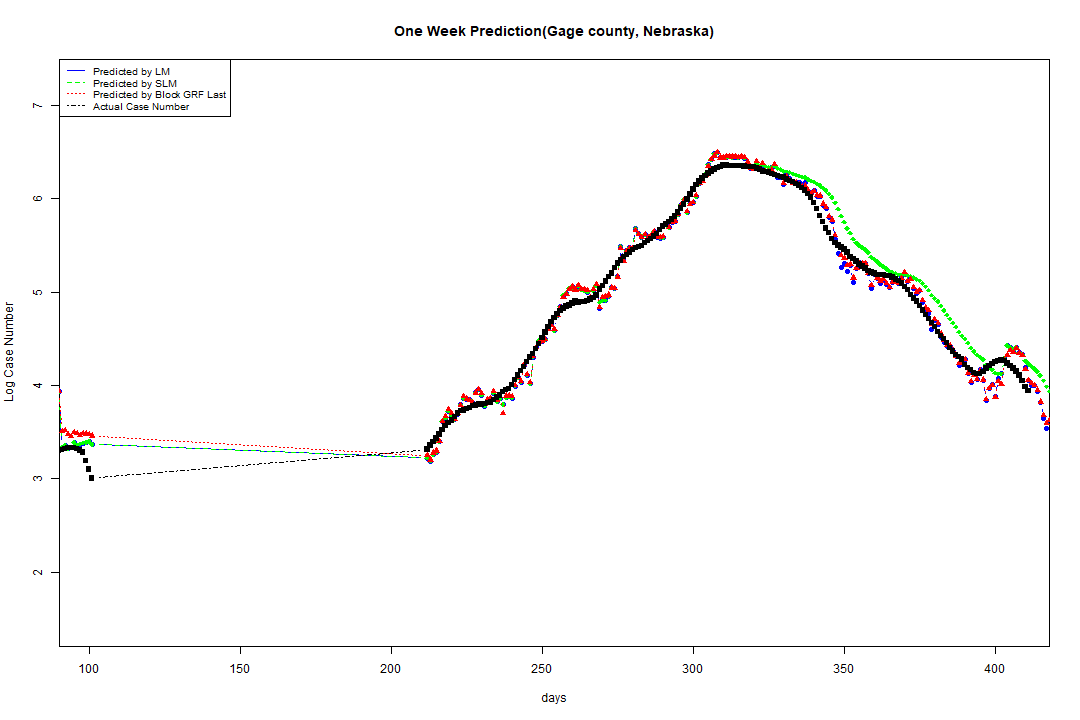 One Week Prediction(Gage county, Nebraska)
Predicted by LM
Predicted by SLM
Predicted by Block GRF Last
Actual Case Number
7
6
5
4
3
2
Log Case Number
100 150 200 250 300 350 400
days